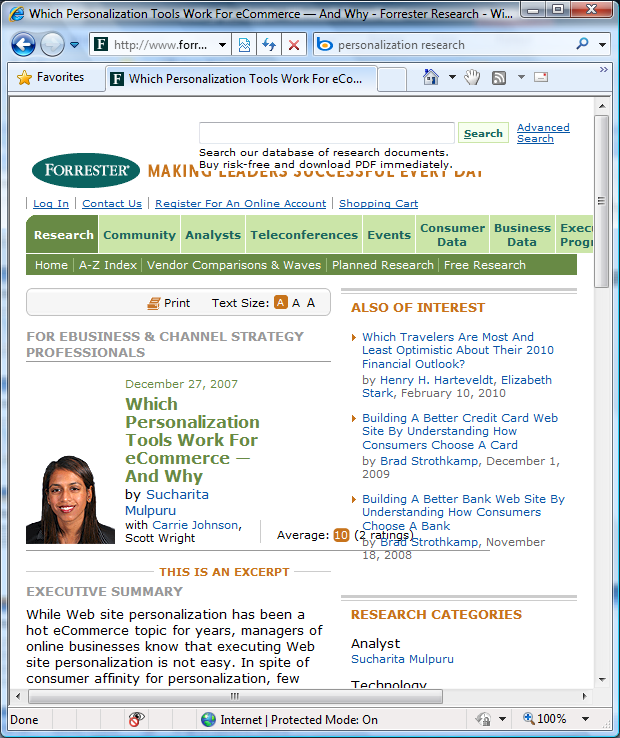 Which Personalization Tools Work For eCommerce — And Why - Forrester Research - Wi...
http://www.forr...
personalization research
Favorites
Which Personalization Tools Work For eCo...
Search
Advanced
Search
Search our database of research documents.
Buy risk-free and download PDF immediately.
FORRESTER®
MAKING LEADERS SUCCESSFUL EVERY DAY
Log In
Contact Us
Register For An Online Account
Shopping Cart
Research
Community
Analysts
Teleconferences
Events
Consumer
Data
Business
Data
Exec
Progr
Home
A-Z Index
Vendor Comparisons & Waves
Planned Research
Free Research
Print
Text Size: A A A
FOR EBUSINESS & CHANNEL STRATEGY
PROFESSIONALS
December 27, 2007
Which
Personalization
Tools Work For
eCommerce —
And Why
by Sucharita
Mulpuru
with Carrie Johnson,
Scott Wright
Average: 10 (2 ratings)
THIS IS AN EXCERPT
EXECUTIVE SUMMARY
While Web site personalization has been a
hot eCommerce topic for years, managers of
online businesses know that executing Web
site personalization is not easy. In spite of
consumer affinity for personalization, few
ALSO OF INTEREST
Which Travelers Are Most And
Least Optimistic About Their 2010
Financial Outlook?
by Henry H. Harteveldt, Elizabeth
Stark, February 10, 2010
Building A Better Credit Card Web
Site By Understanding How
Consumers Choose A Card
by Brad Strothkamp, December 1,
2009
Building A Better Bank Web Site By
Understanding How Consumers
Choose A Bank
by Brad Strothkamp, November
18, 2008
RESEARCH CATEGORIES
Analyst
Sucharita Mulpuru
Technology
Done
Internet | Protected Mode: On
100%